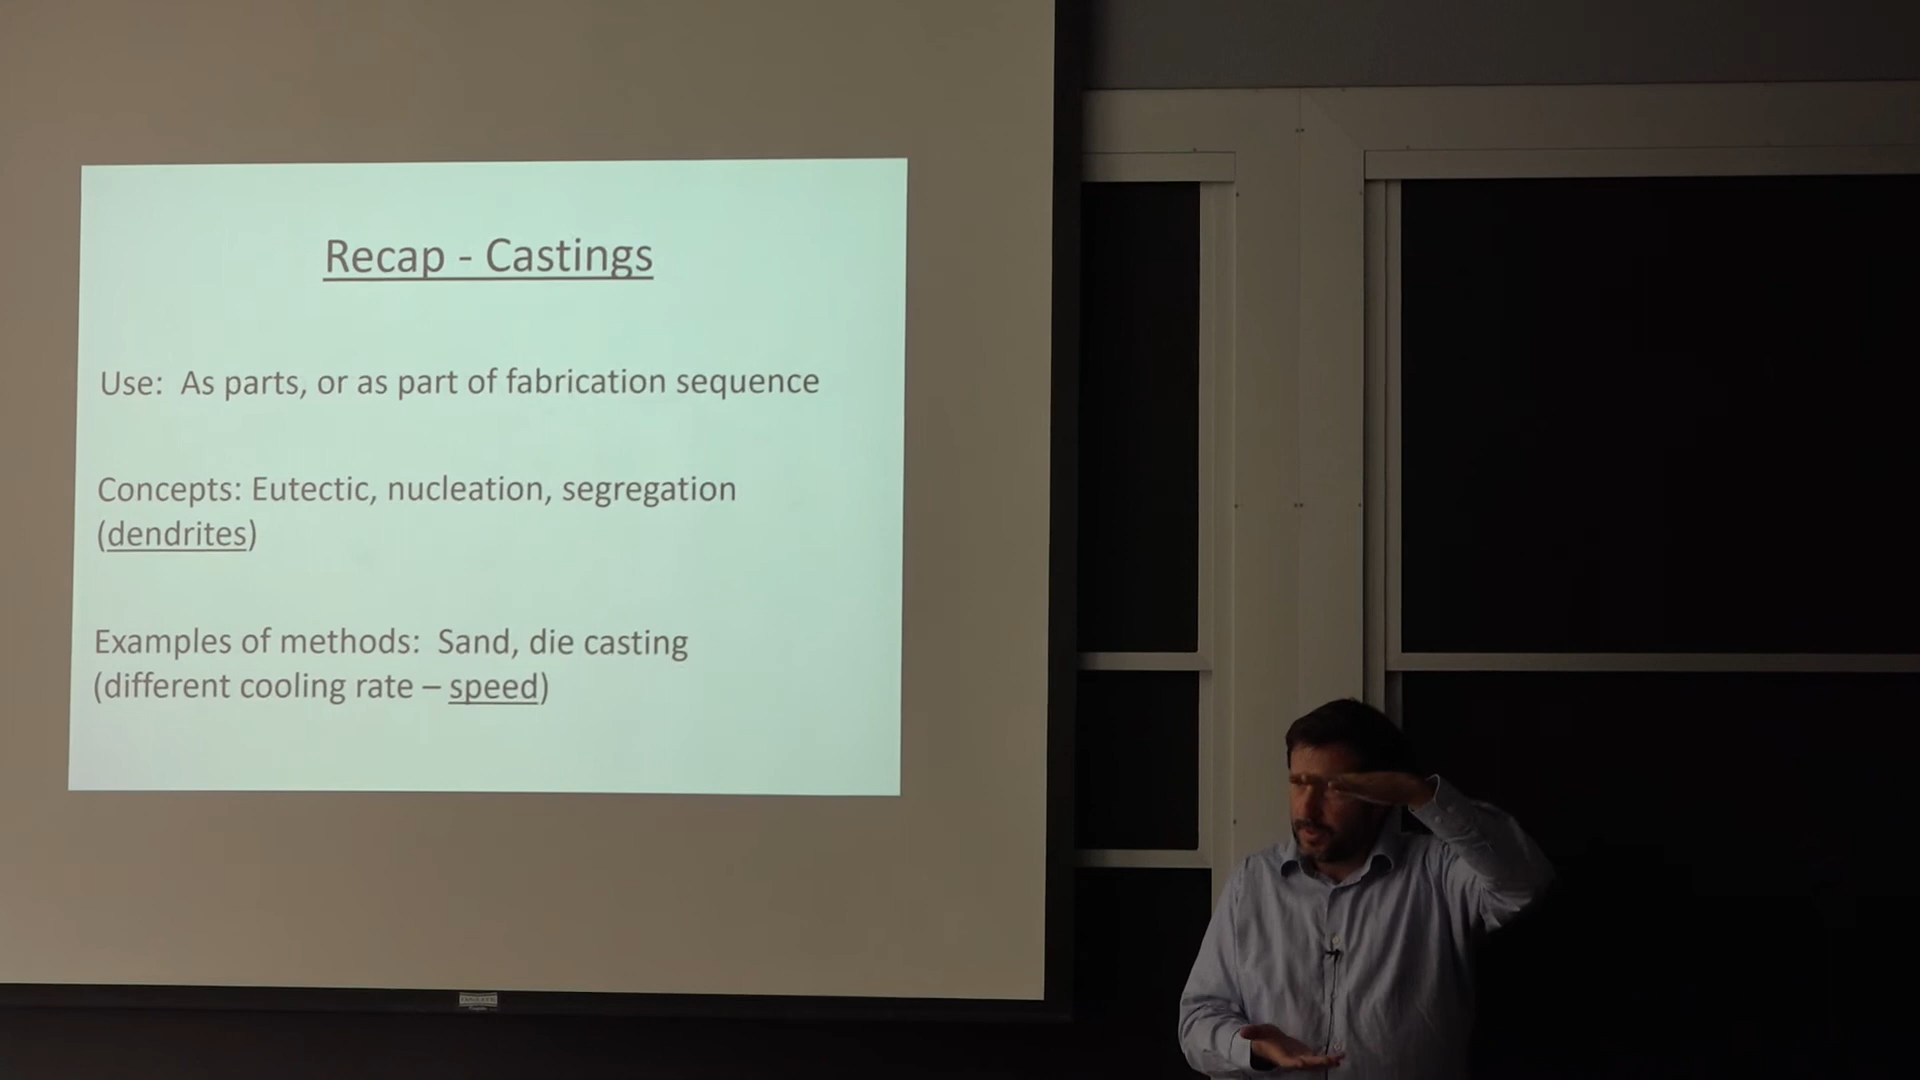 Recap - Castings
Use: As parts, or as part of fabrication sequence
Concepts: Eutectic, nucleation, segregation
(dendrites)
Examples of methods: Sand, die casting
(different cooling rate – speed)